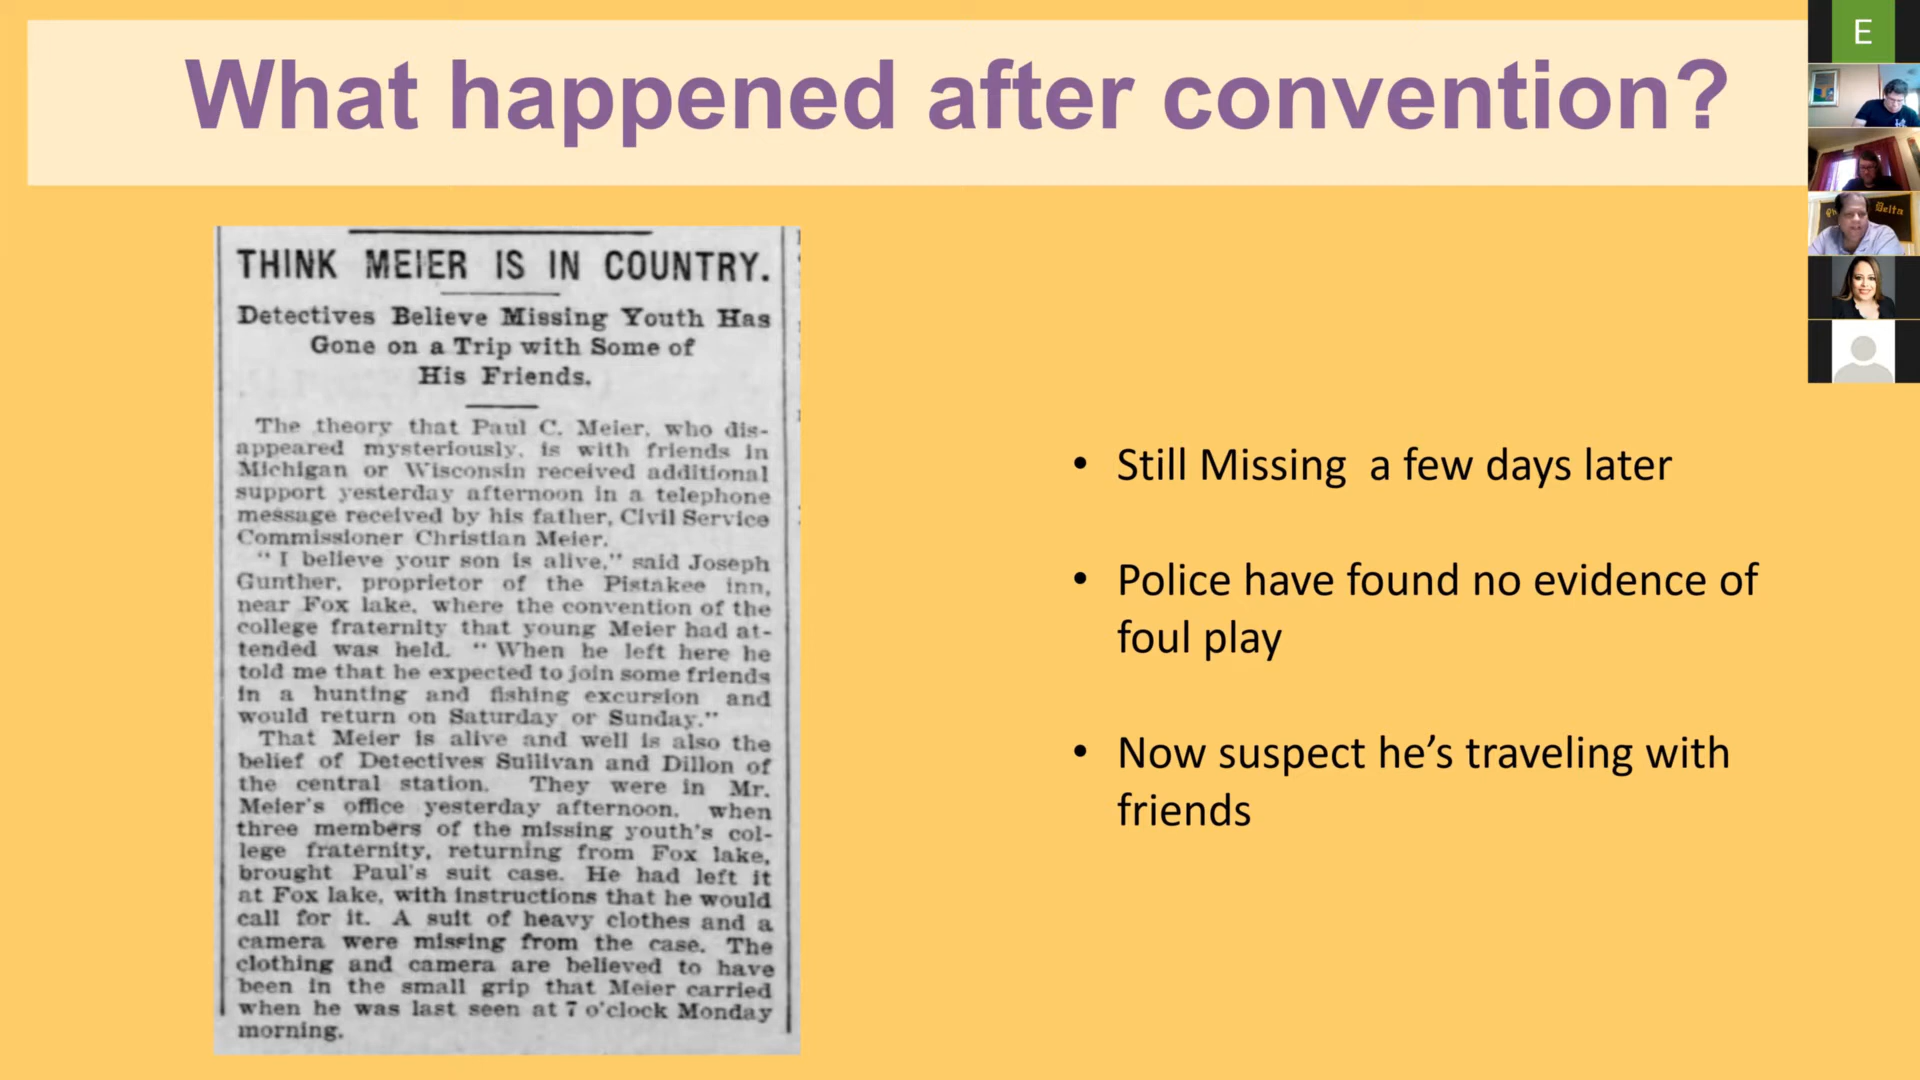 What happened after convention?
E
THINK MEIER IS IN COUNTRY.
Detectives Believe Missing Youth Has
Gone on a Trip with Some of
His Friends.
The theory that Paul C. Meier, who dis-
appeared mysteriously, is with friends in
Michigan or Wisconsin received additional
support yesterday afternoon in a telephone
message received by his father, Civil Service
Commissioner Christian Meier.
"I believe your son is alive," said Joseph
Gunther, proprietor of the Pistakee inn,
near Fox lake, where the convention of the
college fraternity that young Meier had at-
tended was held. "When he left here he
told me that he expected to join some friends
in a hunting and fishing excursion and
would return on Saturday or Sunday."
That Meier is alive and well is also the
belief of Detectives Sullivan and Dillon of
the central station. They were in Mr.
Meier's office yesterday afternoon, when
three members of the missing youth's col-
lege fraternity, returning from Fox lake,
brought Paul's suit case. He had left it
at Fox lake, with instructions that he would
call for it. A suit of heavy clothes and a
camera were missing from the case. The
clothing and camera are believed to have
been in the small grip that Meier carried
when he was last seen at 7 o'clock Monday
morning.
• Still Missing a few days later
• Police have found no evidence of
foul play
• Now suspect he's traveling with
friends
Delta